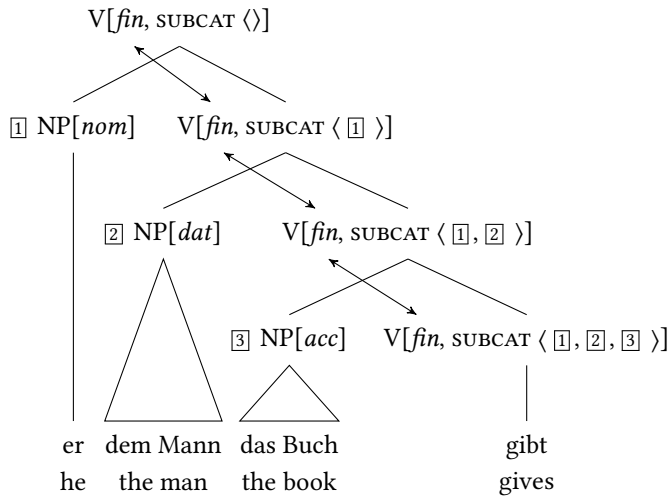 V[fin, SUBCAT ⟨⟩]
1 NP[nom] V[fin, SUBCAT ⟨ 1 ⟩]
2 NP[dat] V[fin, SUBCAT ⟨ 1, 2 ⟩]
3 NP[acc] V[fin, SUBCAT ⟨ 1, 2, 3 ⟩]
er dem Mann das Buch gibt
he the man the book gives